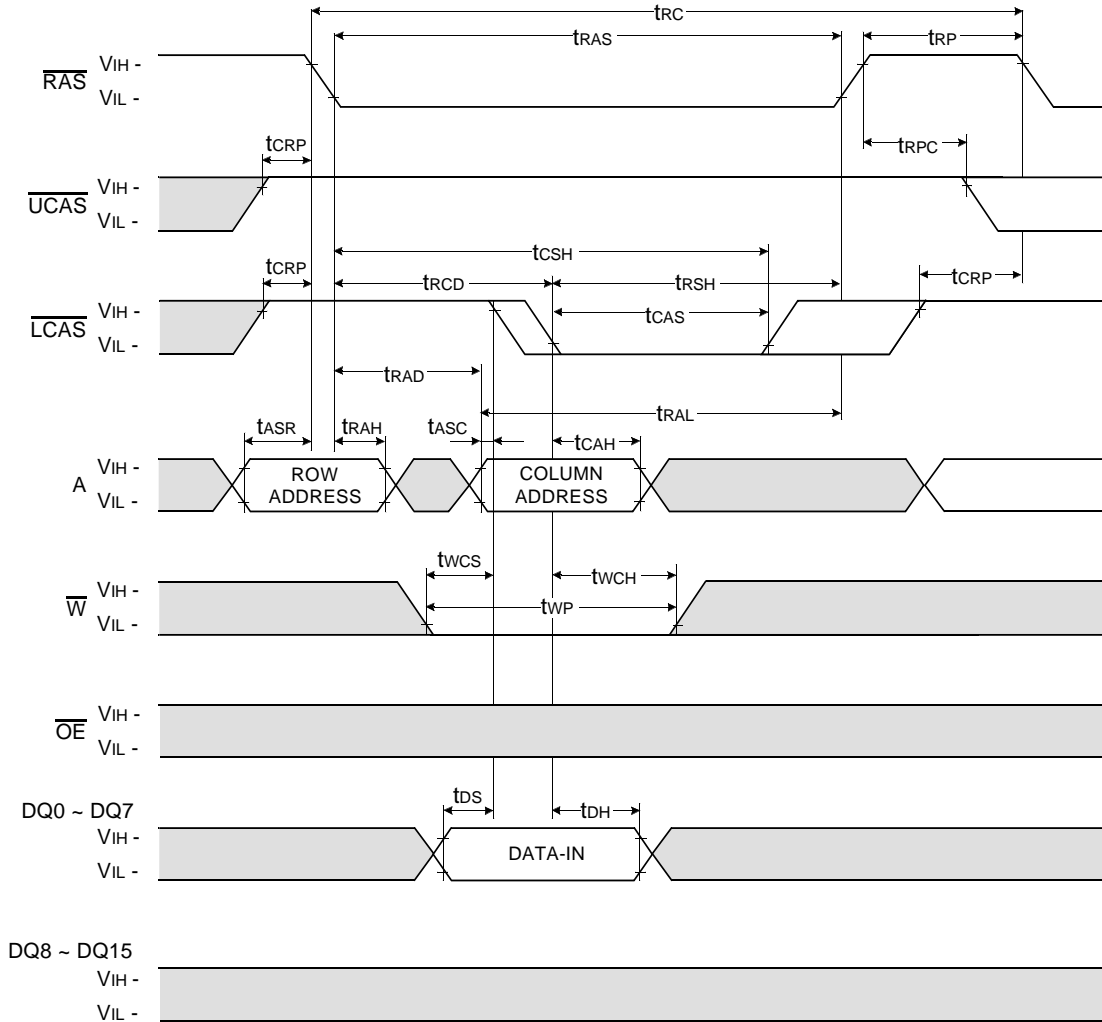 tRC
tRAS
tRP
RAS
VIH -
VIL -
tCRP
tRPC
UCAS
VIH -
VIL -
tCSH
tCRP
tRCD
tRSH
tCRP
LCAS
VIH -
VIL -
tCAS
tRAD
tRAL
tASR
tRAH
tASC
tCAH
A
VIH -
VIL -
ROW
ADDRESS
COLUMN
ADDRESS
tWCS
tWCH
W
VIH -
VIL -
tWP
OE
VIH -
VIL -
tDS
tDH
DQ0 ~ DQ7
VIH -
VIL -
DATA-IN
DQ8 ~ DQ15
VIH -
VIL -